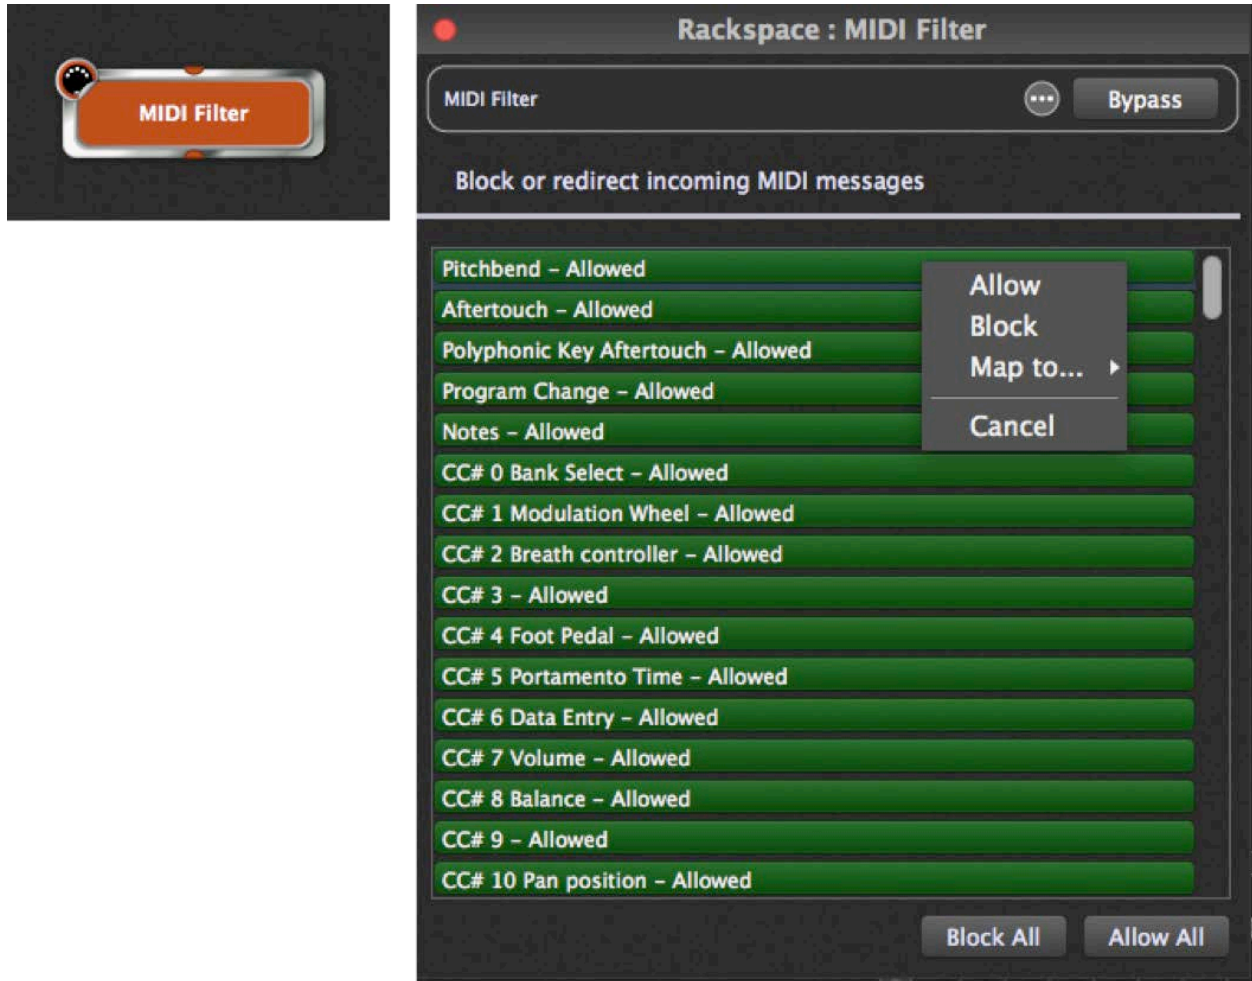 MIDI Filter
Rackspace : MIDI Filter
MIDI Filter
Bypass
Block or redirect incoming MIDI messages
Pitchbend – Allowed
Aftertouch – Allowed
Polyphonic Key Aftertouch – Allowed
Program Change – Allowed
Notes – Allowed
CC# 0 Bank Select – Allowed
CC# 1 Modulation Wheel – Allowed
CC# 2 Breath controller – Allowed
CC# 3 – Allowed
CC# 4 Foot Pedal – Allowed
CC# 5 Portamento Time – Allowed
CC# 6 Data Entry – Allowed
CC# 7 Volume – Allowed
CC# 8 Balance – Allowed
CC# 9 – Allowed
CC# 10 Pan position – Allowed
Allow
Block
Map to...
Cancel
Block All
Allow All